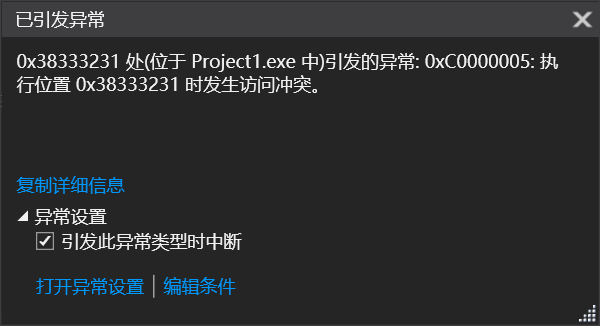 已引发异常
0x38333231 处(位于 Project1.exe 中)引发的异常: 0xC0000005: 执
行位置 0x38333231 时发生访问冲突。
复制详细信息
异常设置
引发此异常类型时中断
打开异常设置 | 编辑条件